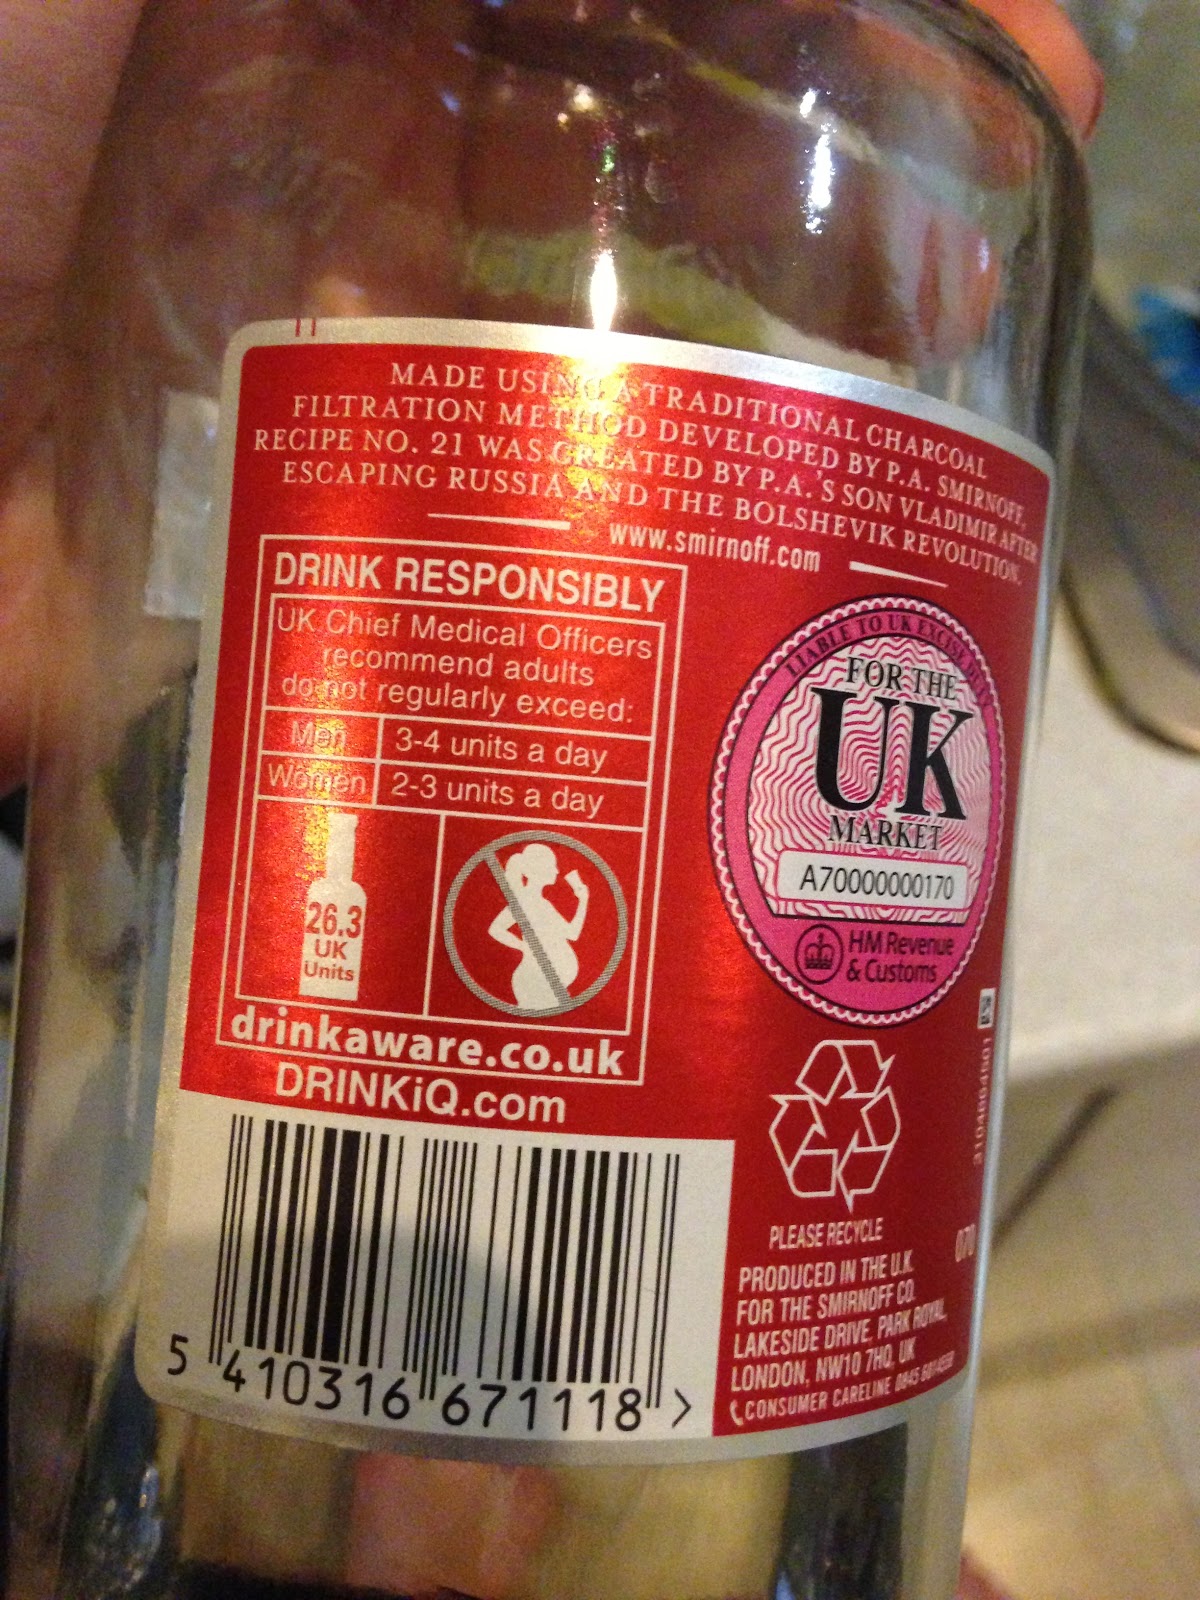 MADE USING A TRADITIONAL CHARCOAL
FILTRATION METHOD DEVELOPED BY P.A. SMIRNOFF,
RECIPE NO. 21 WAS CREATED BY P.A.'S SON VLADIMIR AFTER
ESCAPING RUSSIA AND THE BOLSHEVIK REVOLUTION.
www.smirnoff.com
DRINK RESPONSIBLY
UK Chief Medical Officers
recommend adults
do not regularly exceed:
Men 3-4 units a day
Women 2-3 units a day
26.3
UK
Units
drinkaware.co.uk
DRINKiQ.com
5 410316 671118 >
LIABLE TO UK EXCISE DUTY
FOR THE
UK
MARKET
A70000000170
HM Revenue
& Customs
PLEASE RECYCLE
070
PRODUCED IN THE U.K.
FOR THE SMIRNOFF CO.
LAKESIDE DRIVE, PARK ROYAL,
LONDON, NW10 7HQ, UK
CONSUMER CARELINE 0845